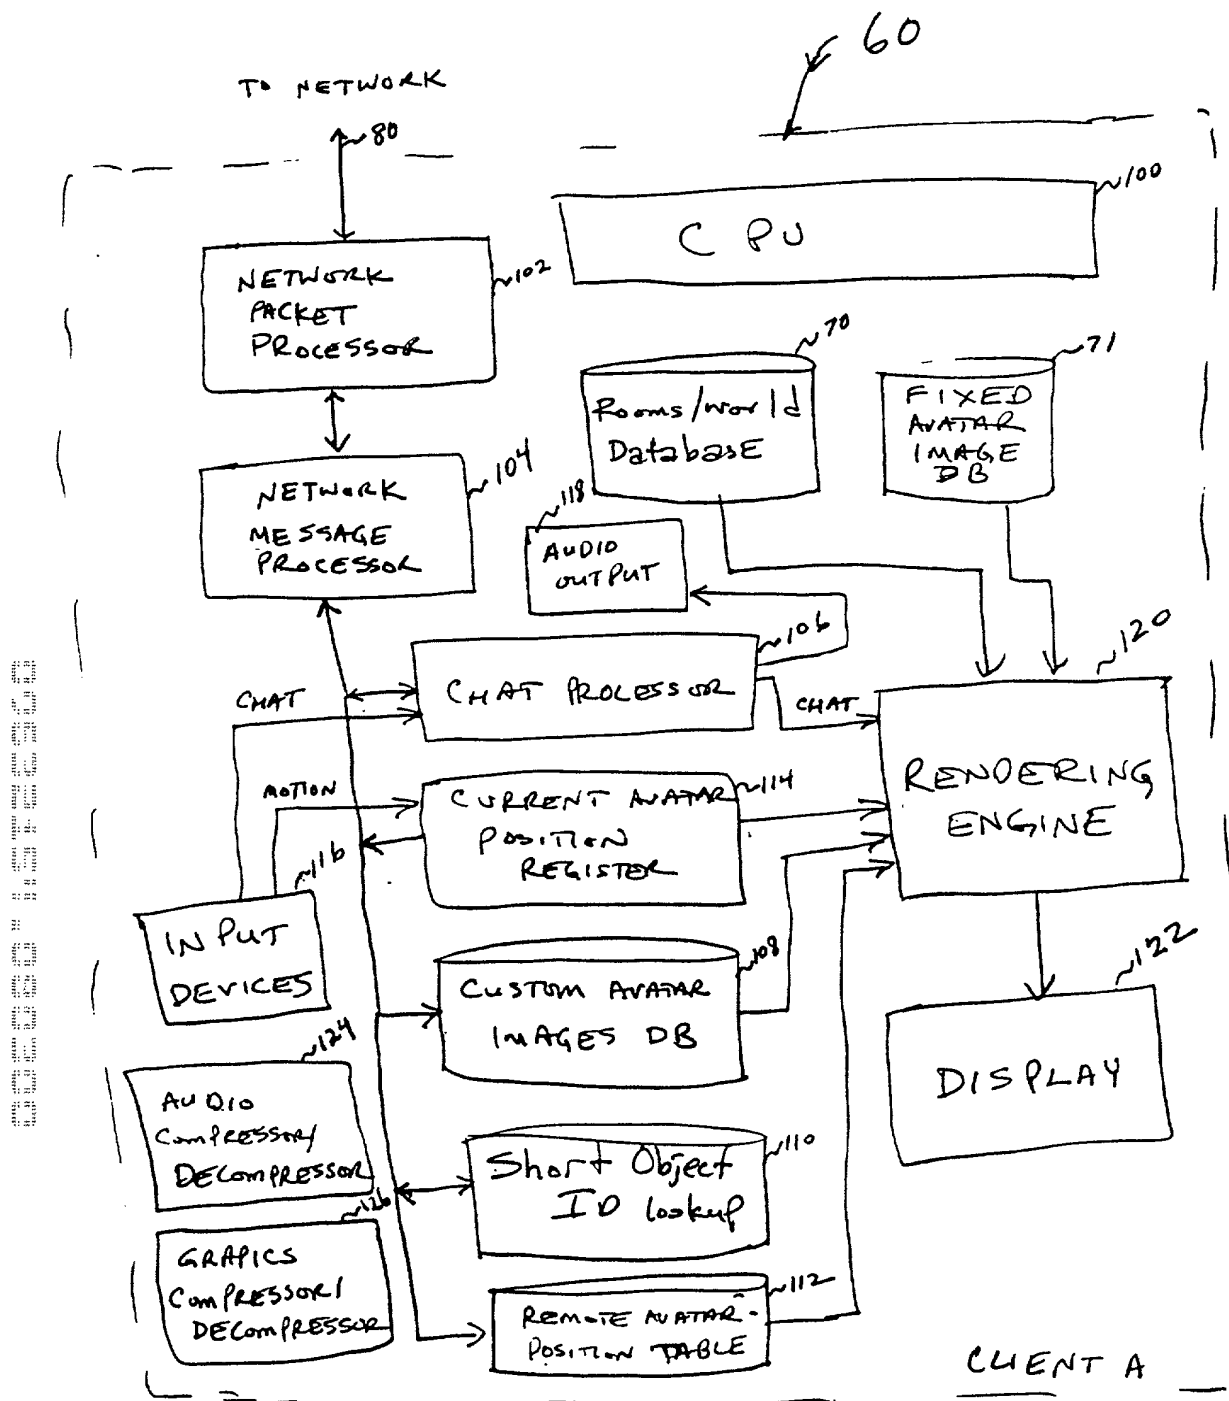 60
TO NETWORK
80
100
CPU
NETWORK
PACKET
PROCESSOR
102
70
Rooms/world
Database
71
FIXED
AVATAR
IMAGE
DB
104
NETWORK
MESSAGE
PROCESSOR
118
AUDIO
OUTPUT
106
CHAT PROCESSOR
CHAT
CHAT
120
RENDERING
ENGINE
MOTION
114
CURRENT AVATAR
POSITION
REGISTER
116
INPUT
DEVICES
108
CUSTOM AVATAR
IMAGES DB
122
DISPLAY
124
AUDIO
COMPRESSOR/
DECOMPRESSOR
110
Short Object
ID lookup
126
GRAPICS
COMPRESSOR/
DECOMPRESSOR
112
REMOTE AVATAR-
POSITION TABLE
CLIENT A